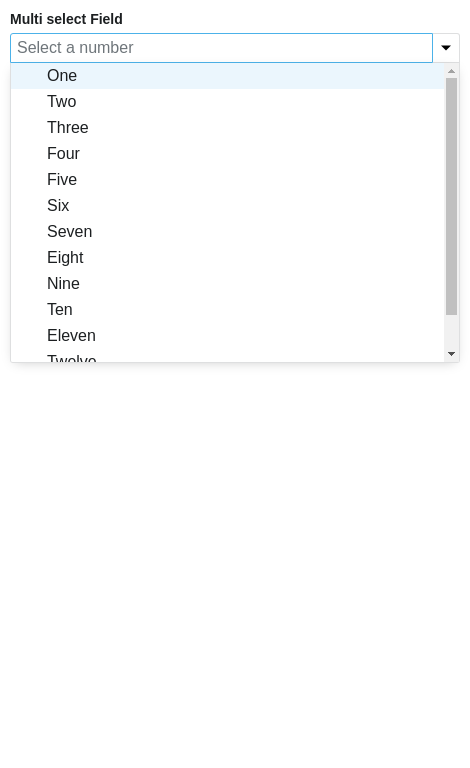 Multi select Field
Select a number
One
Two
Three
Four
Five
Six
Seven
Eight
Nine
Ten
Eleven
Twelve